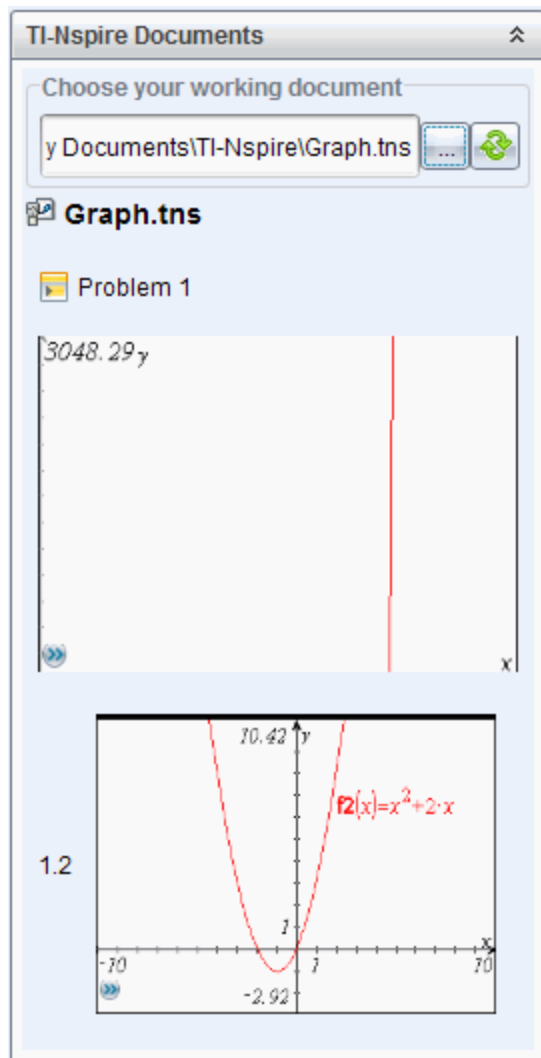 TI-Nspire Documents
Choose your working document
y Documents\TI-Nspire\Graph.tns
...
Graph.tns
Problem 1
3048.29 y
x
1.2
10.42 y
f2(x)=x²+2·x
1
x
-10
1
10
-2.92